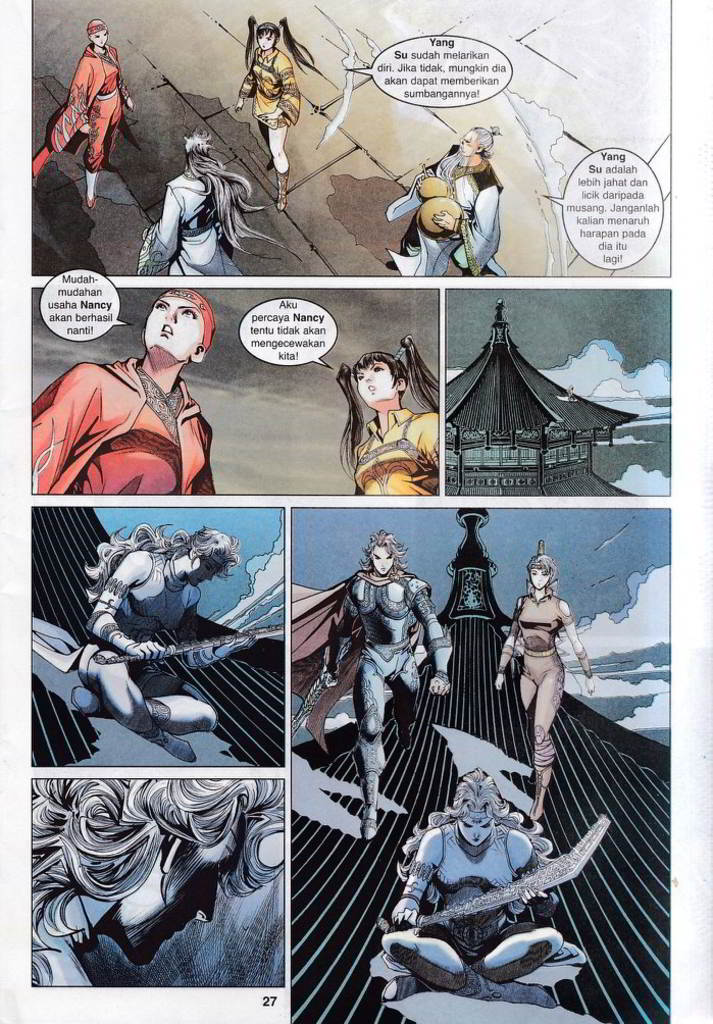 Yang
Su sudah melarikan
diri. Jika tidak, mungkin dia
akan dapat memberikan
sumbangannya!
Yang
Su adalah
lebih jahat dan
licik daripada
musang. Janganlah
kalian menaruh
harapan pada
dia itu
lagi!
Mudah-
mudahan
usaha Nancy
akan berhasil
nanti!
Aku
percaya Nancy
tentu tidak akan
mengecewakan
kita!
27